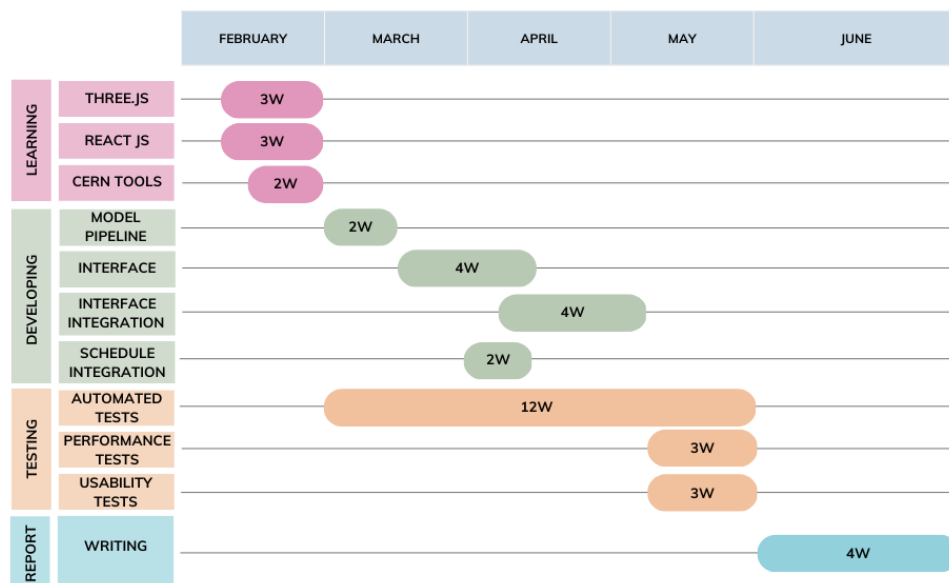 FEBRUARY MARCH APRIL MAY JUNE
LEARNING
THREE.JS 3W
REACT JS 3W
CERN TOOLS 2W
DEVELOPING
MODEL
PIPELINE 2W
INTERFACE 4W
INTERFACE
INTEGRATION 4W
SCHEDULE
INTEGRATION 2W
TESTING
AUTOMATED
TESTS 12W
PERFORMANCE
TESTS 3W
USABILITY
TESTS 3W
REPORT
WRITING 4W